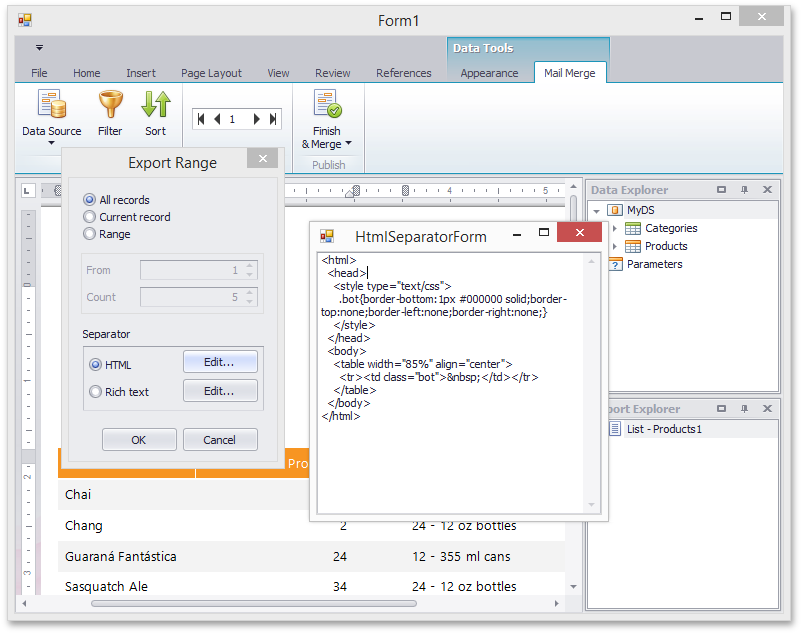 Form1
Data Tools
File Home Insert Page Layout View Review References Appearance Mail Merge
Data Source Filter Sort 1 Finish
& Merge
Publish
Export Range
All records
Current record
Range
From 1
Count 5
Separator
HTML Edit...
Rich text Edit...
OK Cancel
L
4 5
1
2
3
HtmlSeparatorForm
<html>
<head>
<style type="text/css">
.bot{border-bottom:1px #000000 solid;border-
top:none;border-left:none;border-right:none;}
</style>
</head>
<body>
<table width="85%" align="center">
<tr><td class="bot">&nbsp;</td></tr>
</table>
</body>
</html>
Data Explorer
MyDS
Categories
Products
Parameters
port Explorer
List - Products1
Pro
Chai
Chang 2 24 - 12 oz bottles
Guaraná Fantástica 24 12 - 355 ml cans
Sasquatch Ale 34 24 - 12 oz bottles